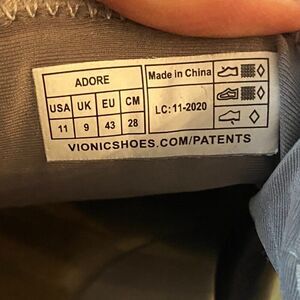 ADORE
USA UK EU CM
11 9 43 28
Made in China
LC: 11-2020
VIONICSHOES.COM/PATENTS